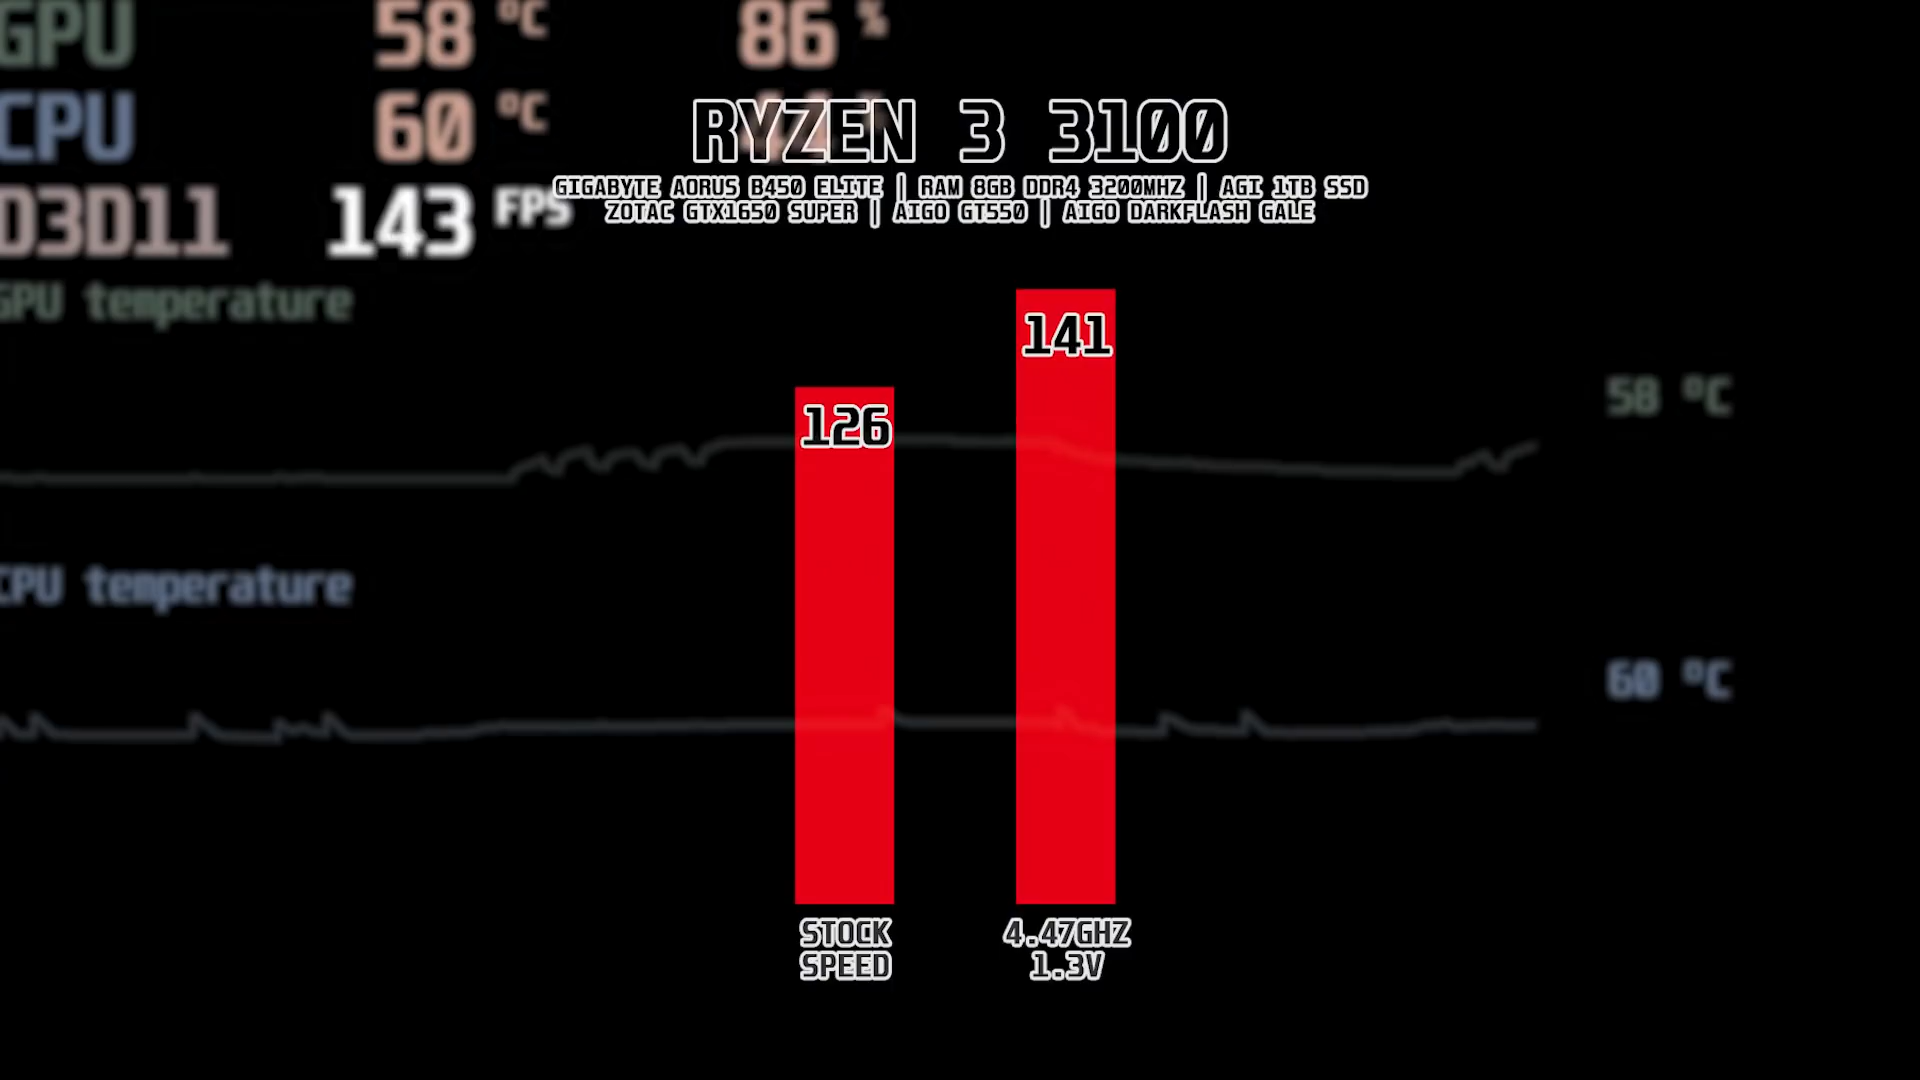 GPU 58 °C 86 %
CPU 60 °C
RYZEN 3 3100
GIGABYTE AORUS B450 ELITE | RAM 8GB DDR4 3200MHZ | AGI 1TB SSD
D3D11 143 FPS
ZOTAC GTX1650 SUPER | AIGO GT550 | AIGO DARKFLASH GALE
GPU temperature
141
58 °C
126
CPU temperature
60 °C
STOCK SPEED
4.47GHZ 1.3V